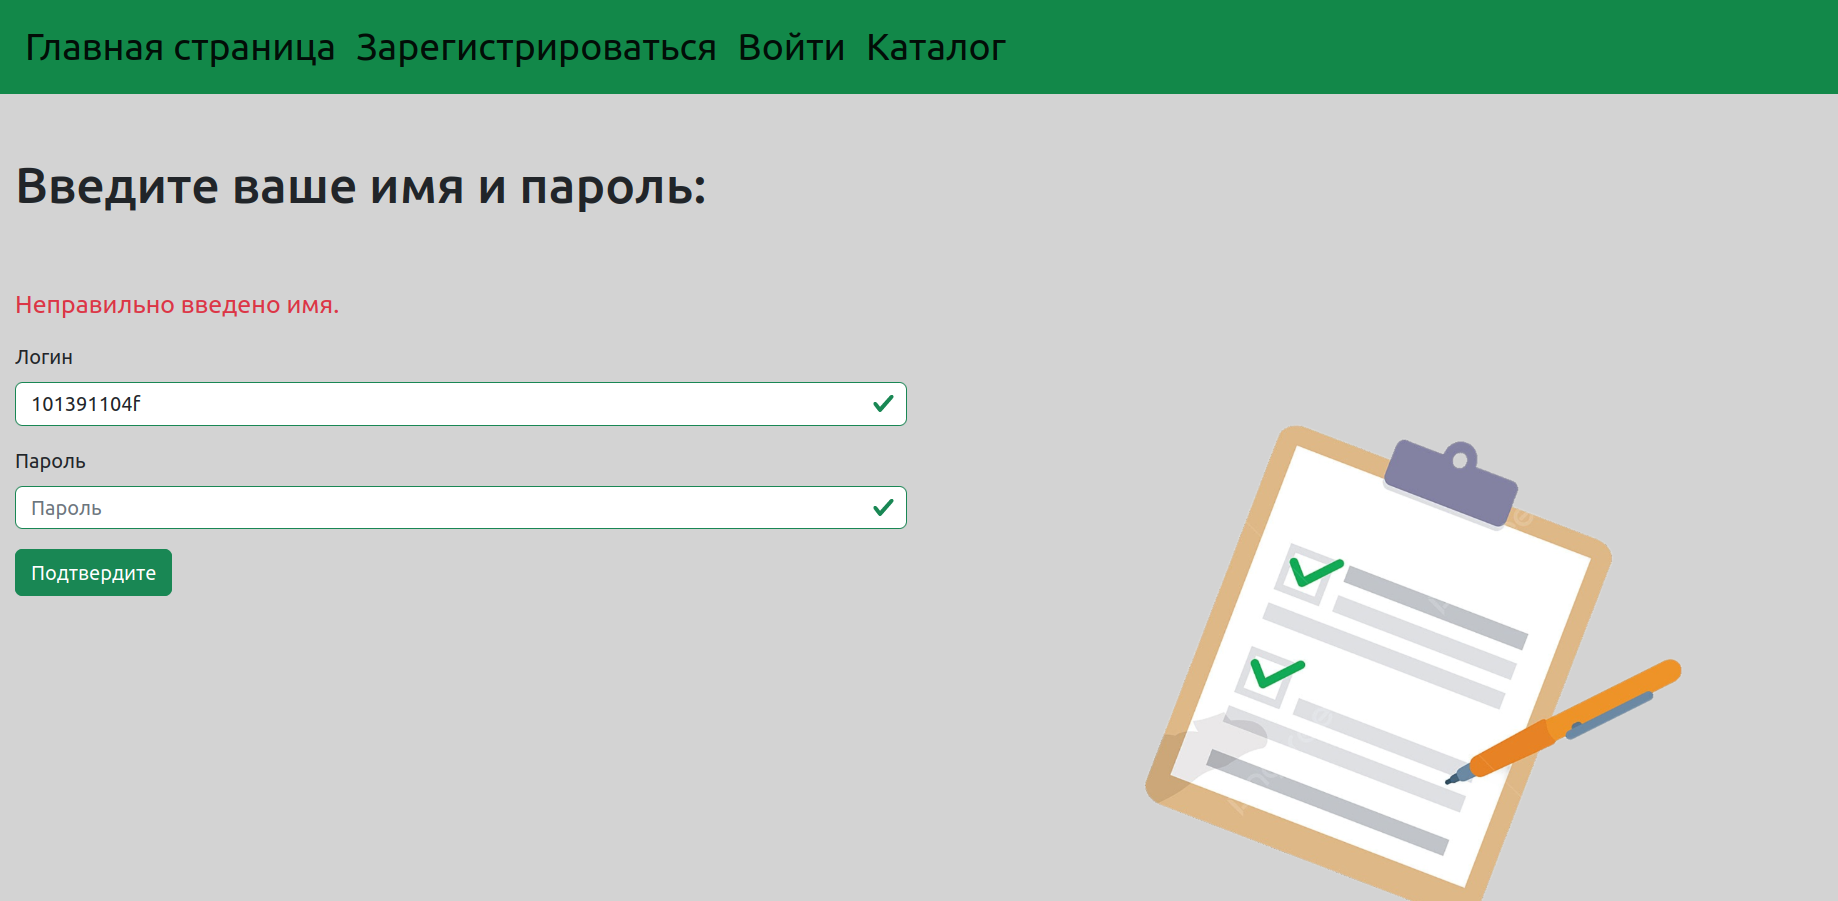 Главная страница Зарегистрироваться Войти Каталог
Введите ваше имя и пароль:
Неправильно введено имя.
Логин
101391104f
Пароль
Пароль
Подтвердите